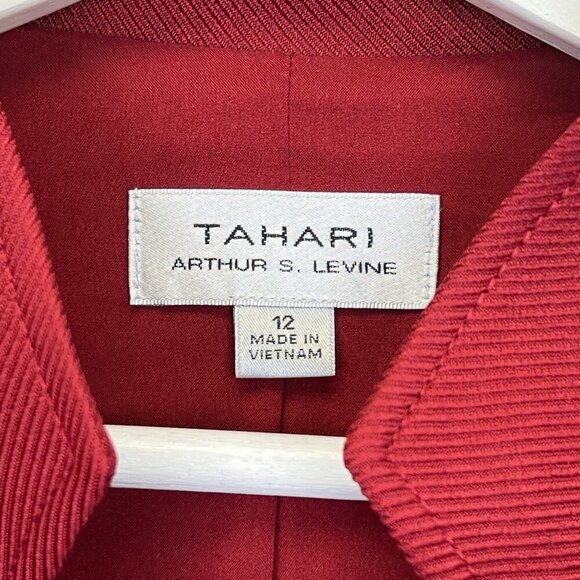 TAHARI
ARTHUR S. LEVINE
12
MADE IN
VIETNAM